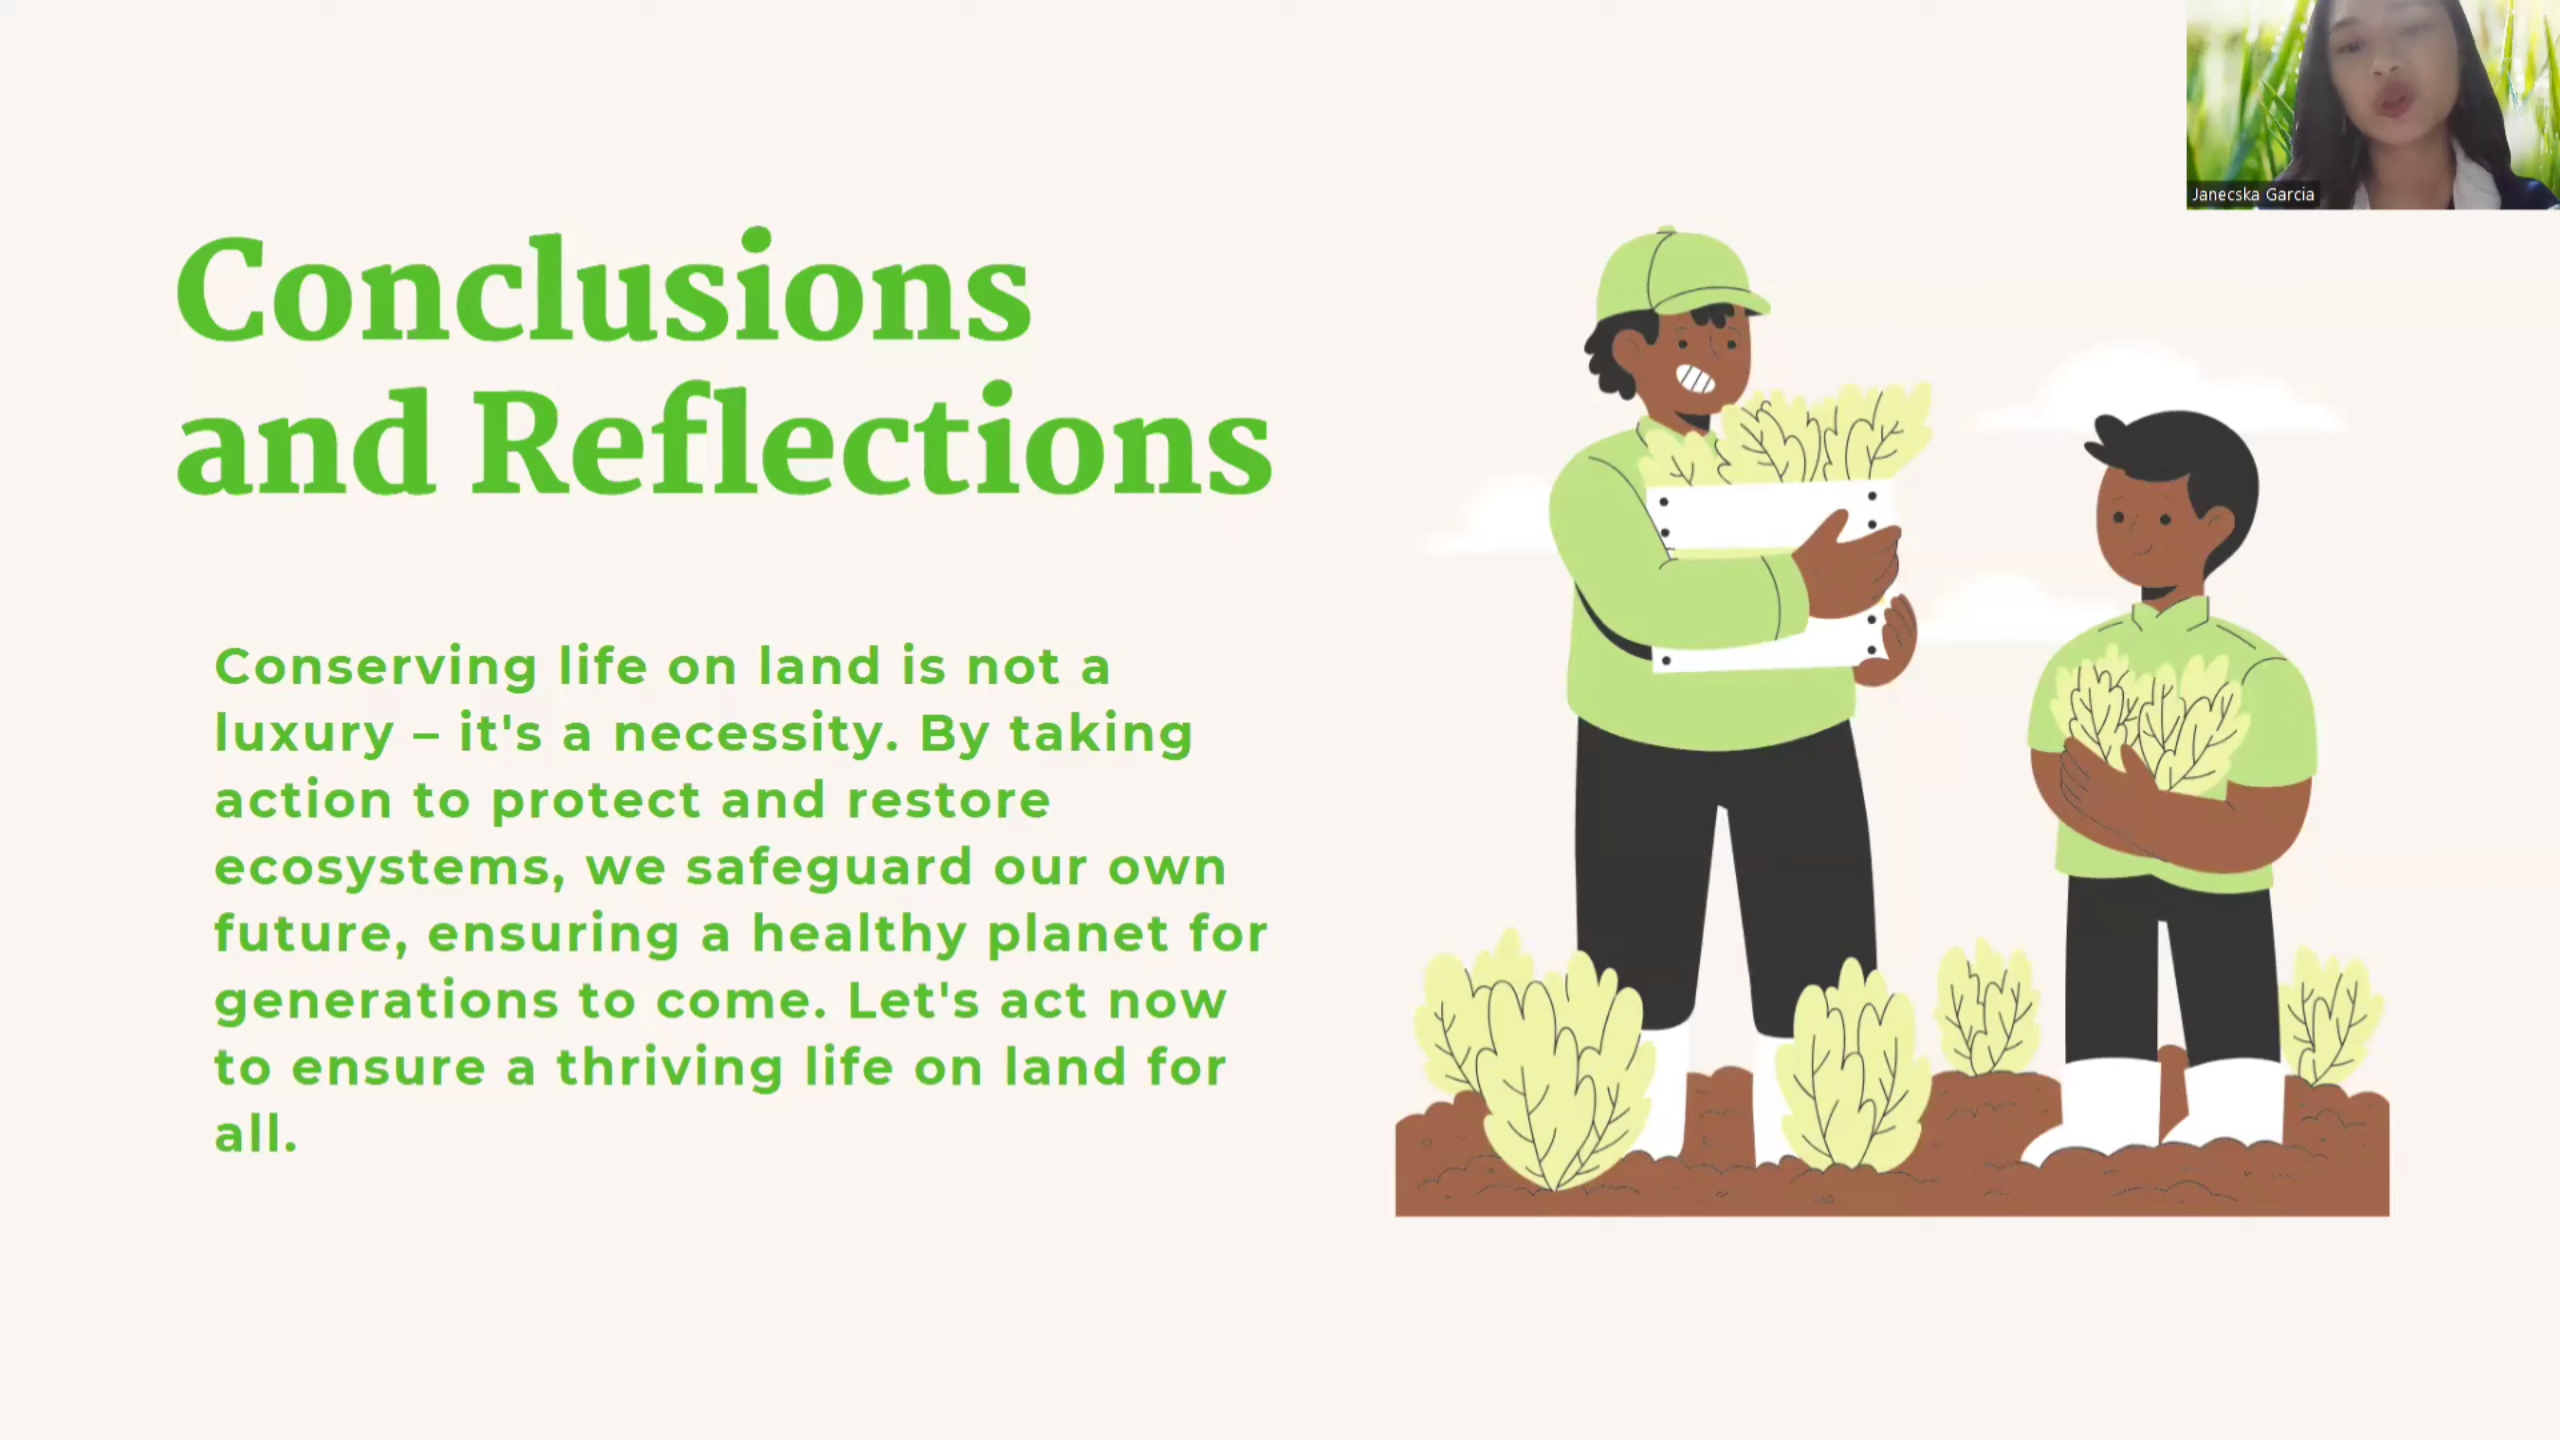 Janecska Garcia
Conclusions
and Reflections
Conserving life on land is not a
luxury – it's a necessity. By taking
action to protect and restore
ecosystems, we safeguard our own
future, ensuring a healthy planet for
generations to come. Let's act now
to ensure a thriving life on land for
all.